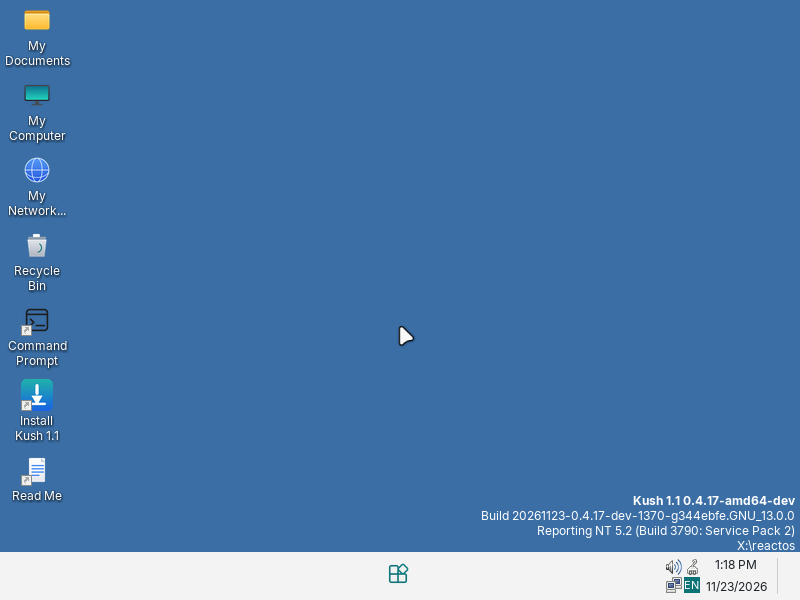 My
Documents
My
Computer
My
Network...
Recycle
Bin
Command
Prompt
Install
Kush 1.1
Read Me
Kush 1.1 0.4.17-amd64-dev
Build 20261123-0.4.17-dev-1370-g344ebfe.GNU_13.0.0
Reporting NT 5.2 (Build 3790: Service Pack 2)
X:\reactos
1:18 PM
EN
11/23/2026